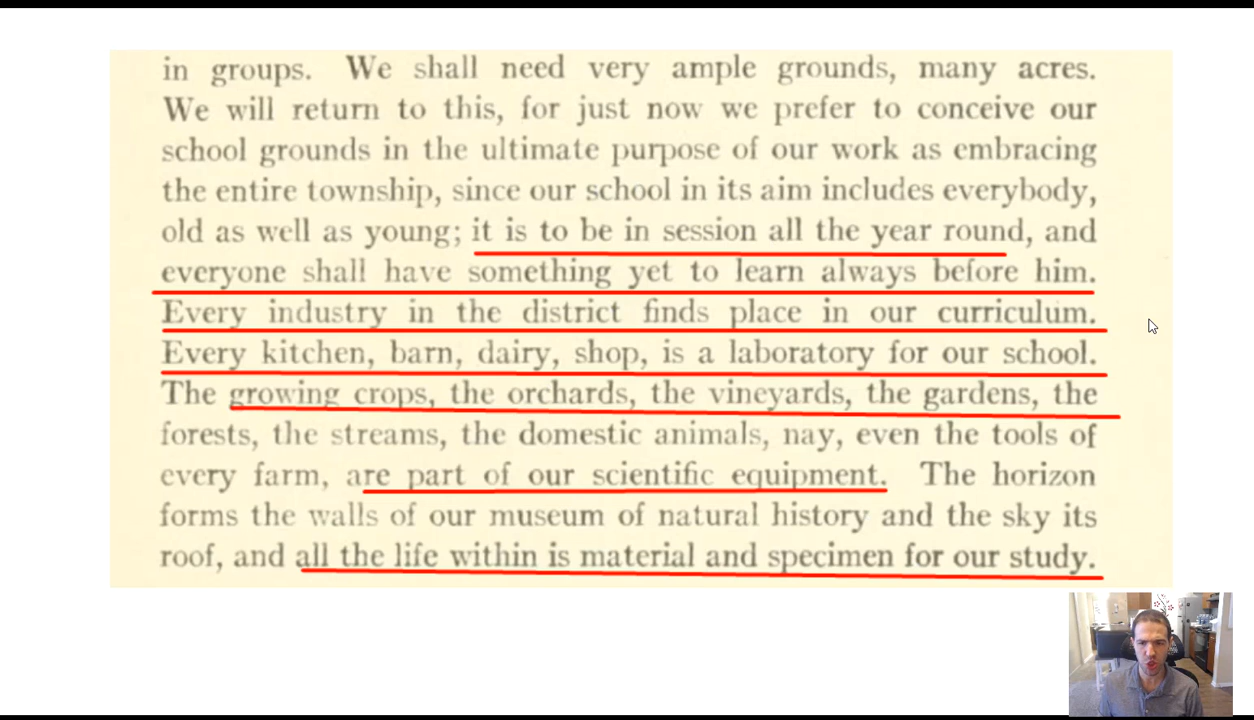 in groups. We shall need very ample grounds, many acres.
We will return to this, for just now we prefer to conceive our
school grounds in the ultimate purpose of our work as embracing
the entire township, since our school in its aim includes everybody,
old as well as young; it is to be in session all the year round, and
everyone shall have something yet to learn always before him.
Every industry in the district finds place in our curriculum.
Every kitchen, barn, dairy, shop, is a laboratory for our school.
The growing crops, the orchards, the vineyards, the gardens, the
forests, the streams, the domestic animals, nay, even the tools of
every farm, are part of our scientific equipment. The horizon
forms the walls of our museum of natural history and the sky its
roof, and all the life within is material and specimen for our study.